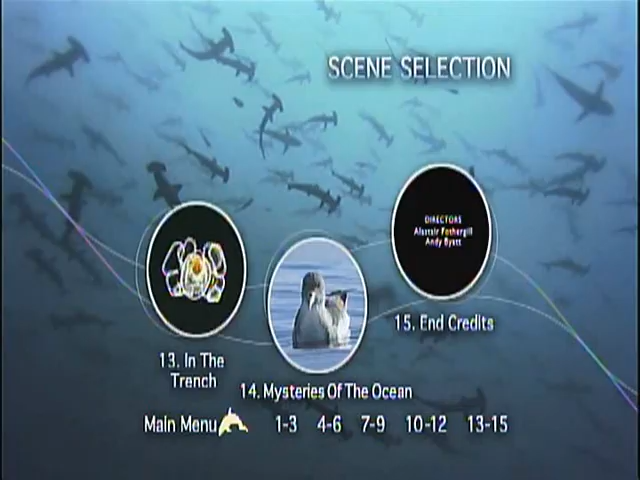 SCENE SELECTION
DIRECTORS
Alastair Fothergill
Andy Byatt
15. End Credits
13. In The
Trench
14. Mysteries Of The Ocean
Main Menu 1-3 4-6 7-9 10-12 13-15